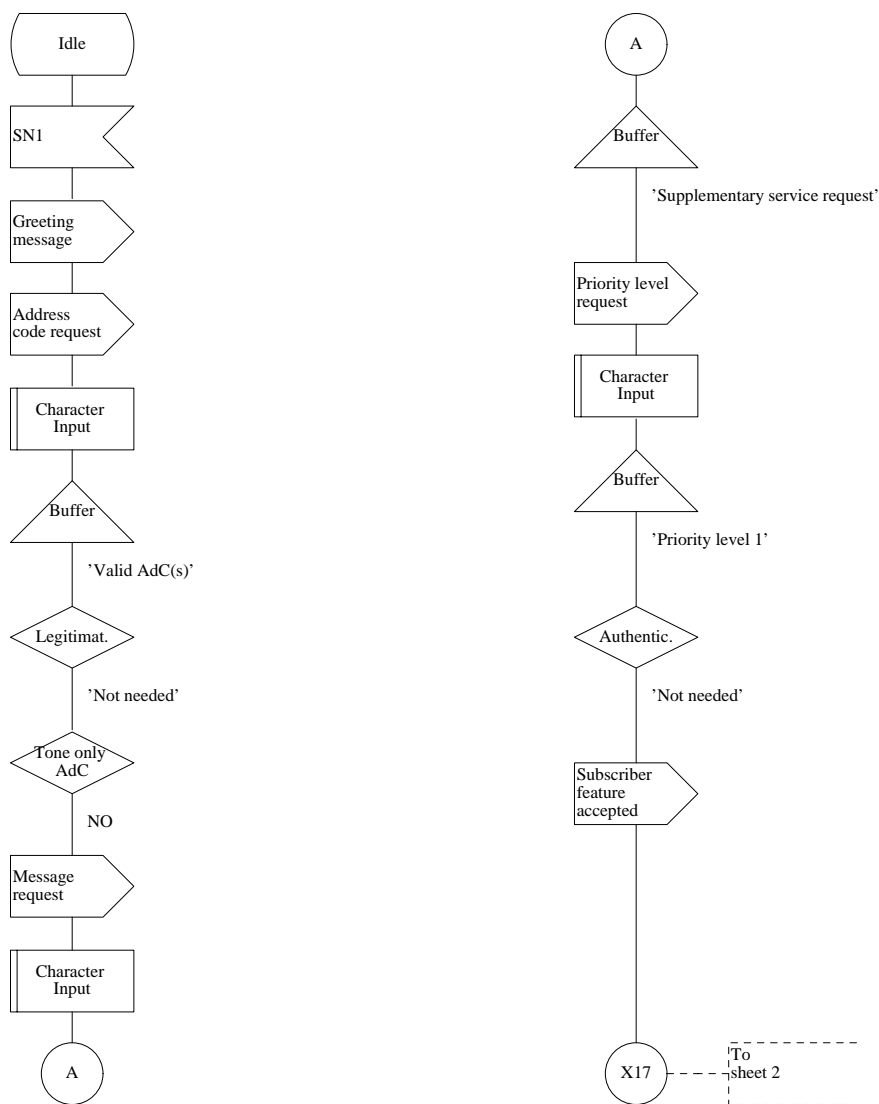 Idle
SN1
Greeting
message
Address
code request
Character
Input
Buffer
'Valid AdC(s)'
Legitimat.
'Not needed'
Tone only
AdC
NO
Message
request
Character
Input
A
A
Buffer
'Supplementary service request'
Priority level
request
Character
Input
Buffer
'Priority level 1'
Authentic.
'Not needed'
Subscriber
feature
accepted
X17
To
sheet 2